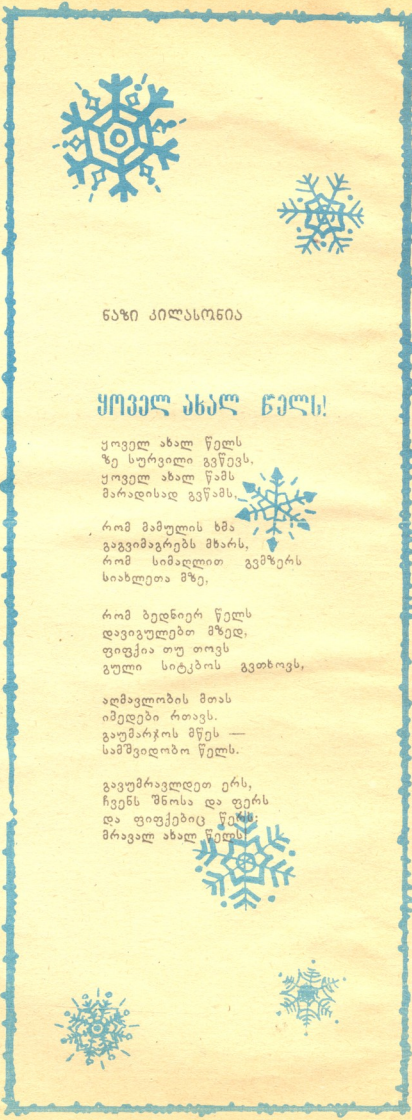 ნაზი კილასონია
ყოველ ახალ წელს!
ყოველ ახალ წელს
ზე სურვილი გვწევს,
ყოველ ახალ წამს
მარადისად გვწამს,
რომ მამულის ხმა
გაგვიმაგრებს მხარს,
რომ სიმაღლით გვმზერს
სიახლეთა მზე,
რომ ბედნიერ წელს
დავიგულებთ მზედ,
ფიფქია თუ თოვს
გული სიტკბოს გვთხოვს,
აღმავლობის მთას
იმედები რთავს.
გაუმარჯოს მწეს —
სამშვიდობო წელს.
გავუმრავლდეთ ერს,
ჩვენს შნოსა და ფერს
და ფიფქებიც წერს:
მრავალ ახალ წელს!